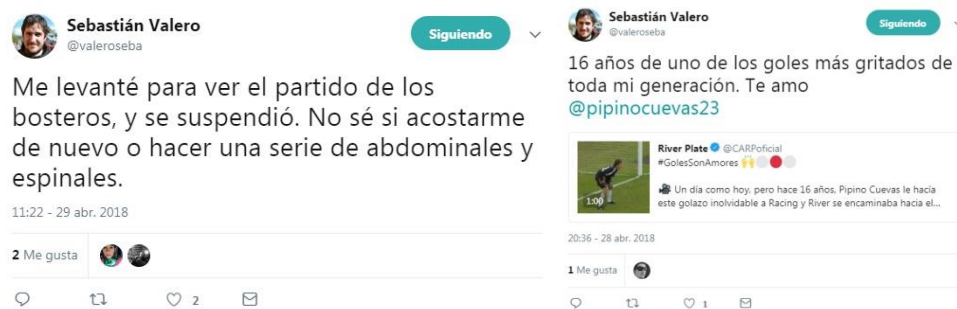 Sebastián Valero
@valeroseba
Siguiendo
Me levanté para ver el partido de los
bosteros, y se suspendió. No sé si acostarme
de nuevo o hacer una serie de abdominales y
espinales.
11:22 - 29 abr. 2018
2 Me gusta
2
Sebastián Valero
@valeroseba
Siguiendo
16 años de uno de los goles más gritados de
toda mi generación. Te amo
@pipinocuevas23
River Plate @CARPoficial
#GolesSonAmores
Un día como hoy, pero hace 16 años, Pipino Cuevas le hacía
este golazo inolvidable a Racing y River se encaminaba hacia el...
1:00
20:36 - 28 abr. 2018
1 Me gusta
1